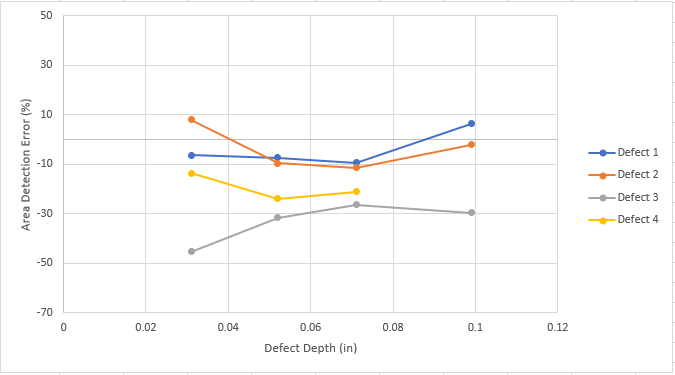 50
30
10
-10
-30
-50
-70
Area Detection Error (%)
0 0.02 0.04 0.06 0.08 0.1 0.12
Defect Depth (in)
Defect 1
Defect 2
Defect 3
Defect 4